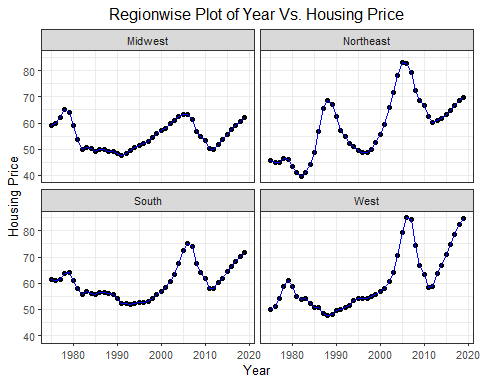 Regionwise Plot of Year Vs. Housing Price
Midwest
Northeast
80
70
60
50
40
South
West
80
70
60
50
40
Housing Price
1980 1990 2000 2010 2020
1980 1990 2000 2010 2020
Year